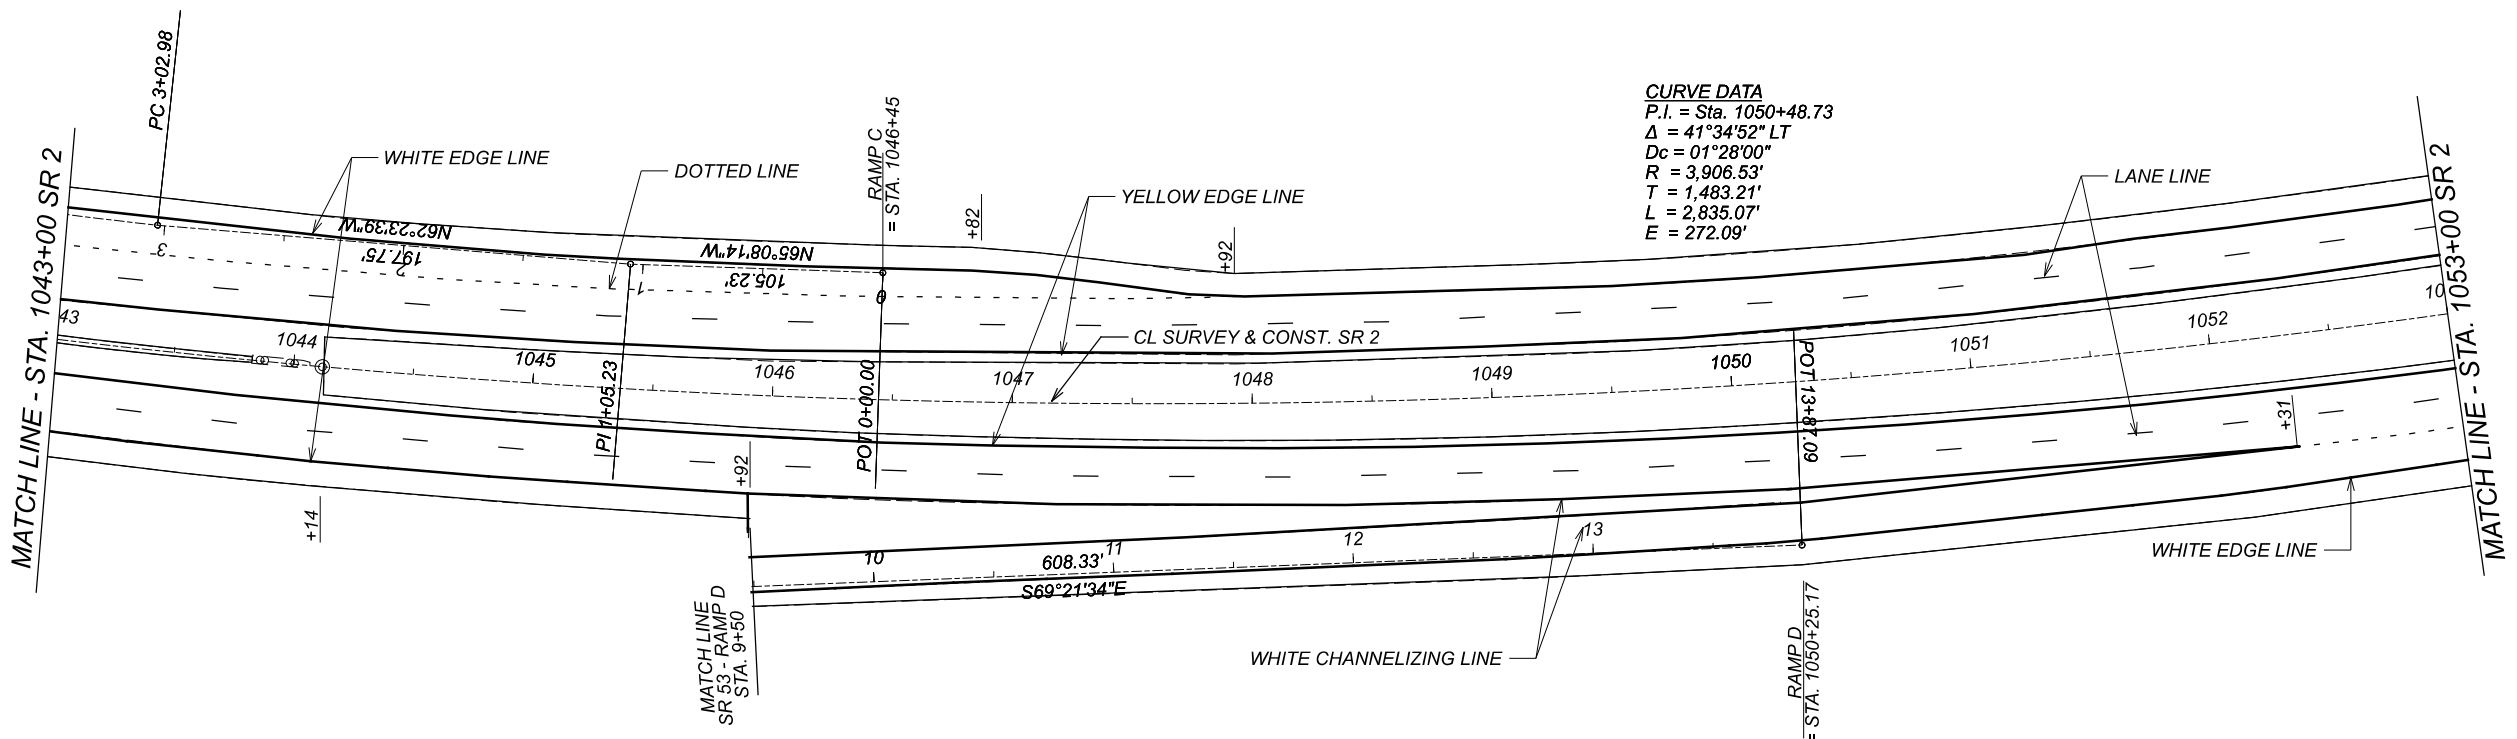 PC 3+02.98
MATCH LINE - STA. 1043+00 SR 2
WHITE EDGE LINE
DOTTED LINE
RAMP C
= STA. 1046+45
+82
+92
YELLOW EDGE LINE
CURVE DATA
P.I. = Sta. 1050+48.73
Δ = 41°34'52" LT
Dc = 01°28'00"
R = 3,906.53'
T = 1,483.21'
L = 2,835.07'
E = 272.09'
LANE LINE
MATCH LINE - STA. 1053+00 SR 2
N62°23'39"W
197.75'
N65°08'14"W
105.23'
3
2
1
0
43
1044
1045
1046
1047
1048
1049
1050
1051
1052
10
CL SURVEY & CONST. SR 2
PI 1+05.23
POT 0+00.00
POT 13+87.09
+31
+14
+92
10
11
12
13
608.33'
S69°21'34"E
WHITE EDGE LINE
MATCH LINE
SR 53 - RAMP D
STA. 9+50
WHITE CHANNELIZING LINE
RAMP D
= STA. 1050+25.17